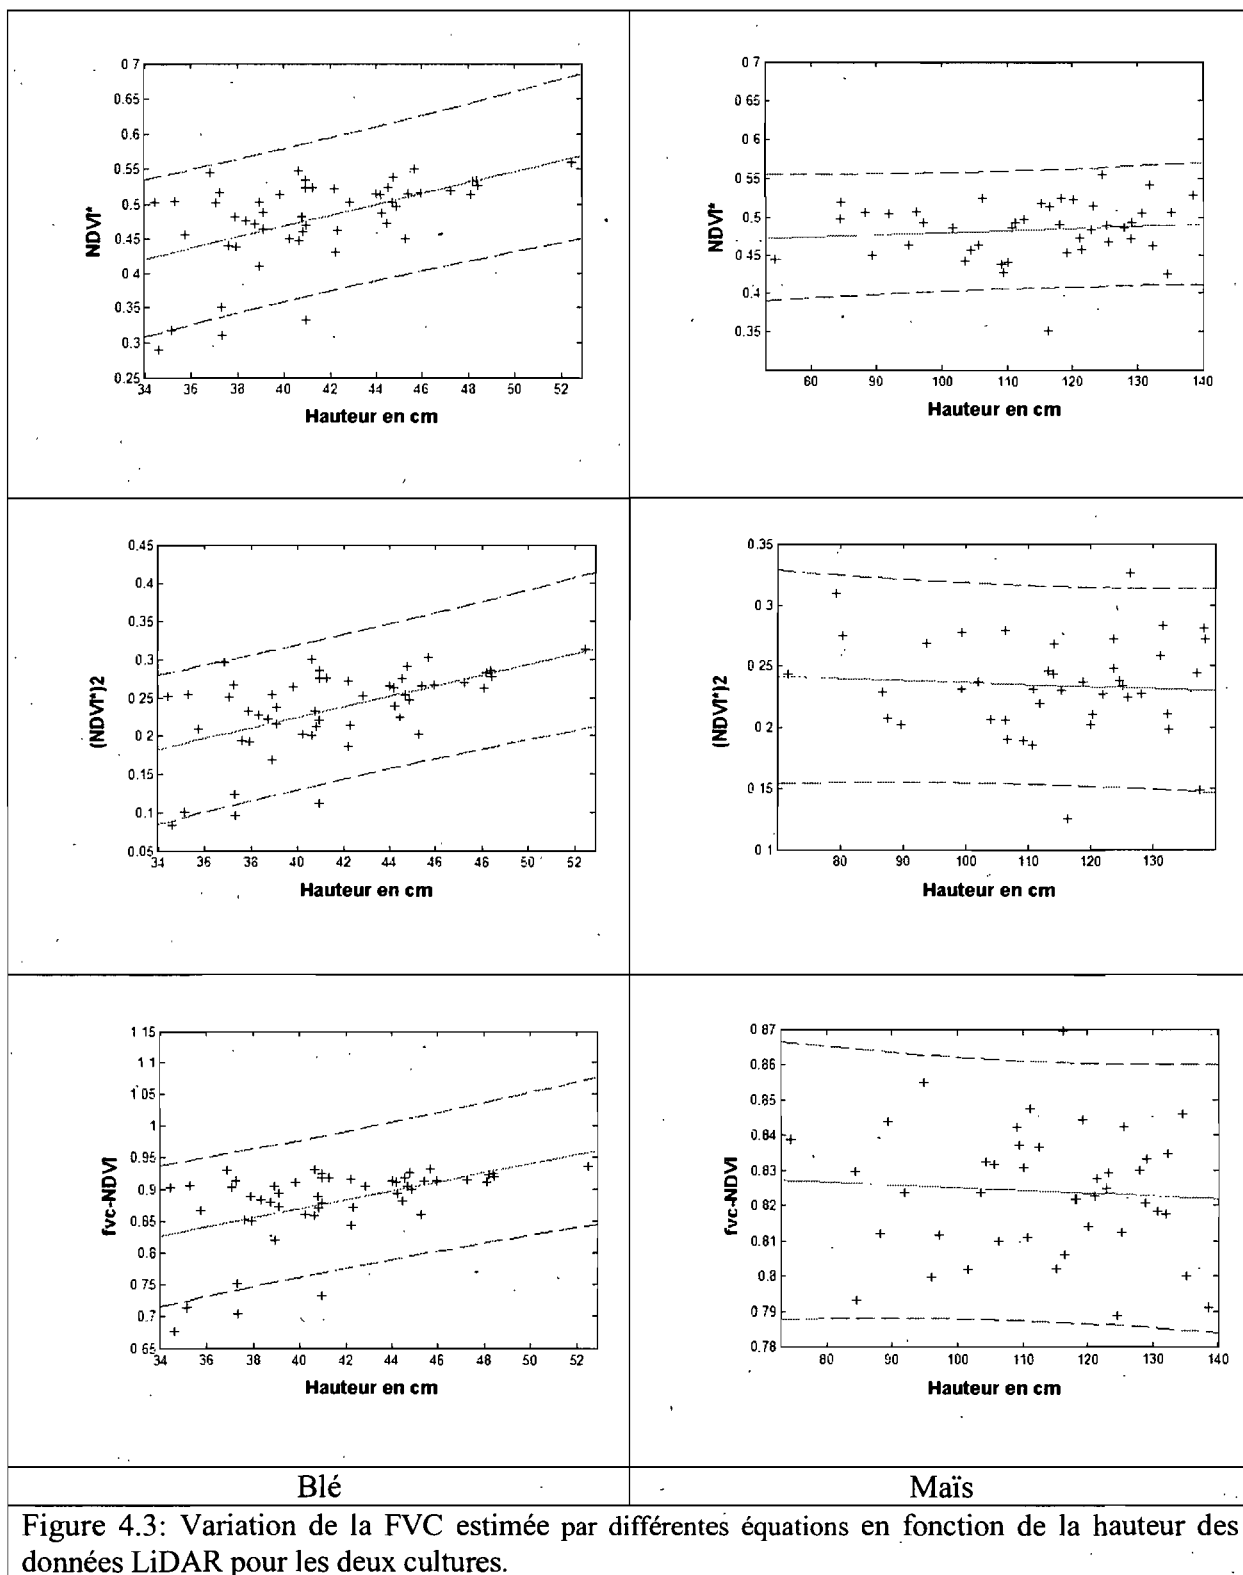 0.7
0.65
0.6
0.55
0.5
0.45
0.4
0.35
0.3
0.25
34 36 38 40 42 44 46 48 50 52
NDVI*
Hauteur en cm
0.7
0.65
0.6
0.55
0.5
0.45
0.4
0.35
60 90 100 110 120 130 140
NDVI*
Hauteur en cm
0.45
0.4
0.35
0.3
0.25
0.2
0.15
0.1
0.05
34 36 38 40 42 44 46 48 50 52
(NDVI*)2
Hauteur en cm
0.35
0.3
0.25
0.2
0.15
0.1
80 90 100 110 120 130
(NDVI*)2
Hauteur en cm
1.15
1.1
1.05
1
0.95
0.9
0.85
0.8
0.75
0.7
0.65
34 36 38 40 42 44 46 48 50 52
fvc-NDVI
Hauteur en cm
0.87
0.86
0.85
0.84
0.83
0.82
0.81
0.8
0.79
0.78
80 90 100 110 120 130 140
fvc-NDVI
Hauteur en cm
Blé
Maïs
Figure 4.3: Variation de la FVC estimée par différentes équations en fonction de la hauteur des
données LiDAR pour les deux cultures.